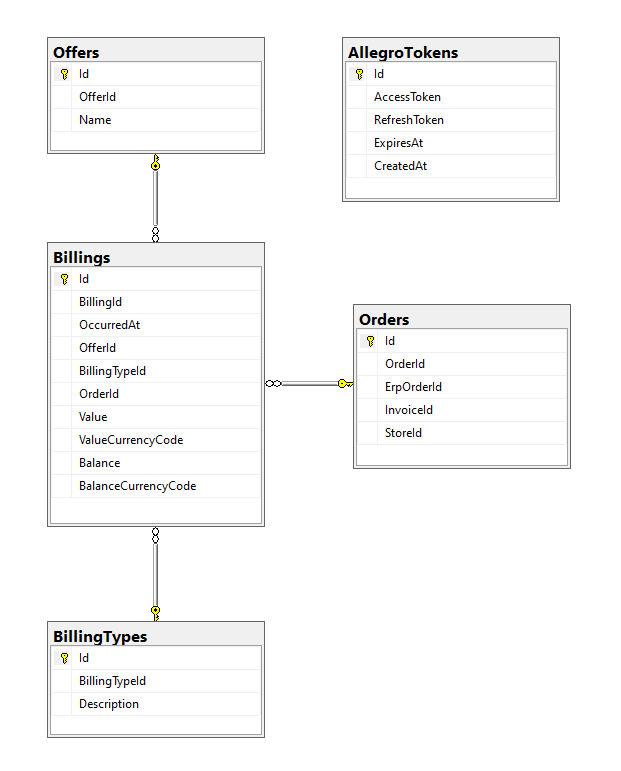 Offers
Id
OfferId
Name
AllegroTokens
Id
AccessToken
RefreshToken
ExpiresAt
CreatedAt
Billings
Id
BillingId
OccurredAt
OfferId
BillingTypeId
OrderId
Value
ValueCurrencyCode
Balance
BalanceCurrencyCode
Orders
Id
OrderId
ErpOrderId
InvoiceId
StoreId
BillingTypes
Id
BillingTypeId
Description